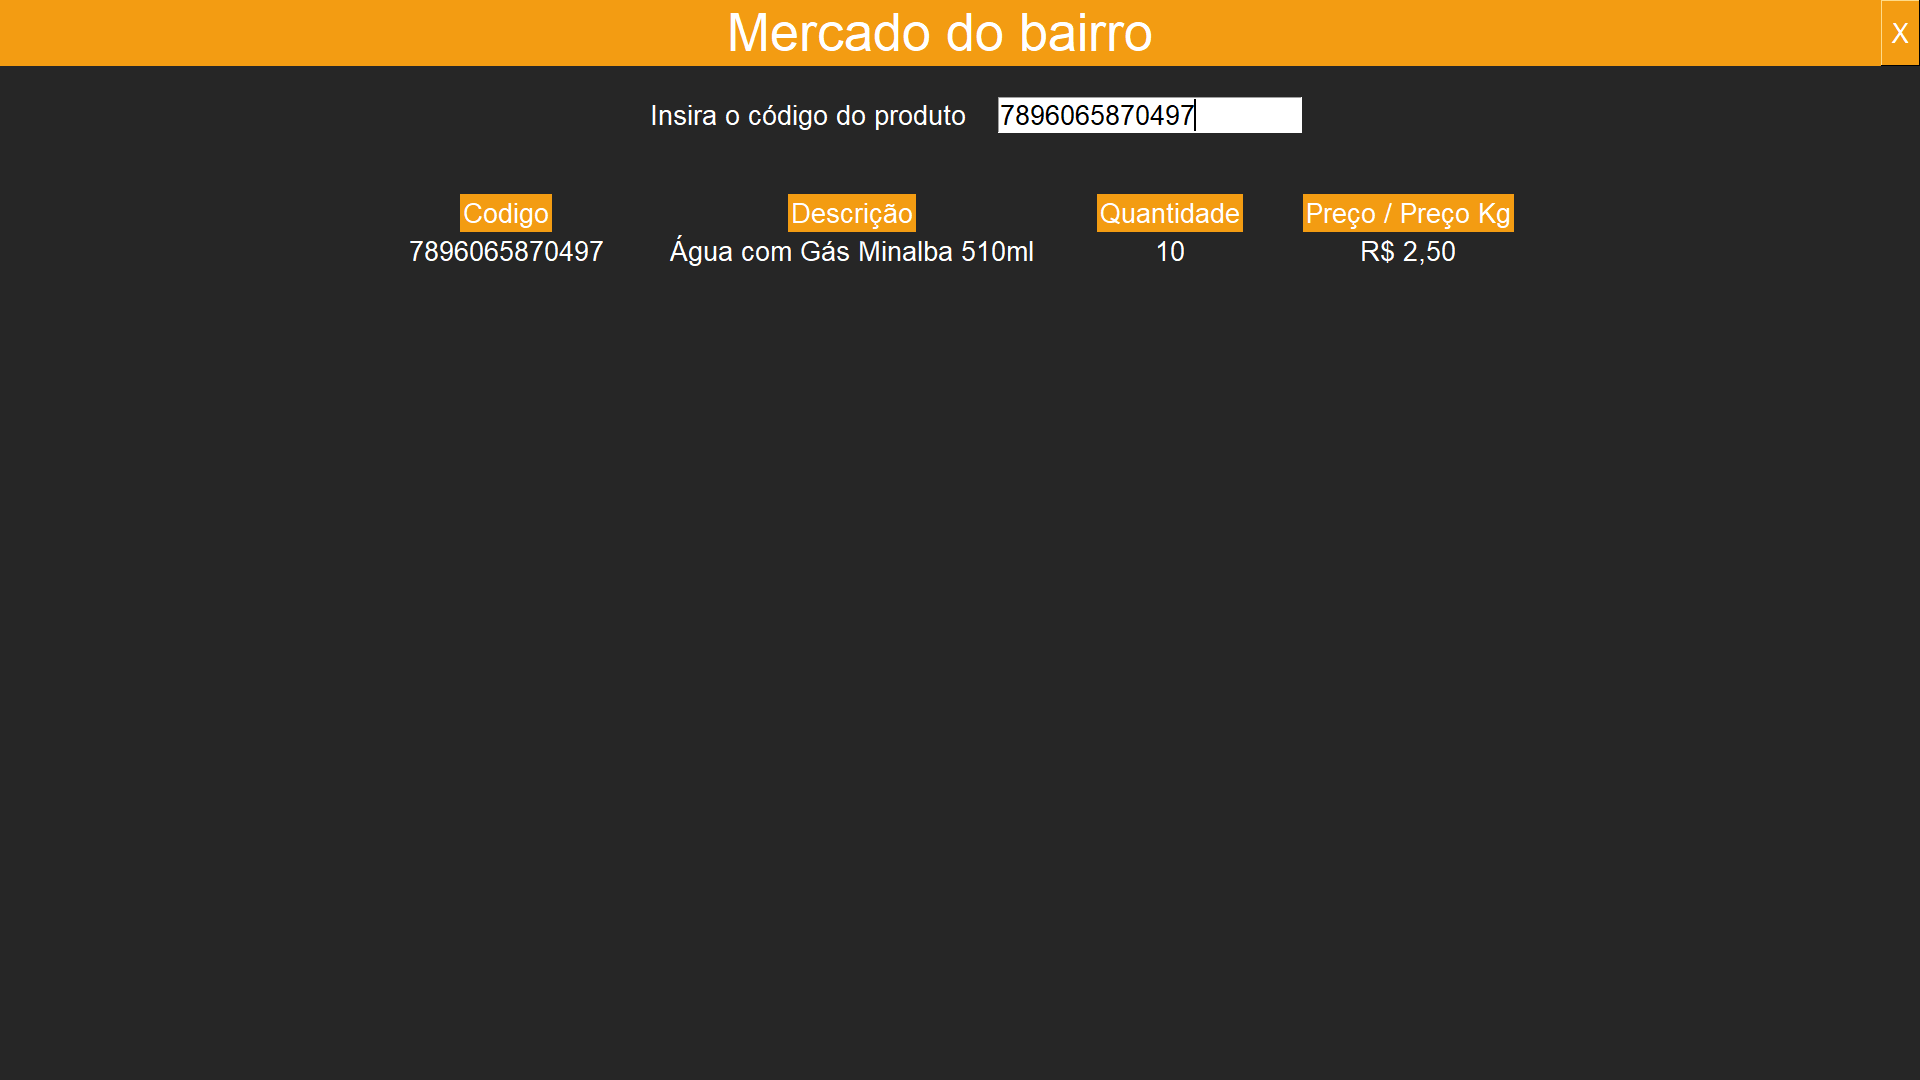 Mercado do bairro X
Insira o código do produto 7896065870497
Codigo Descrição Quantidade Preço / Preço Kg
7896065870497 Água com Gás Minalba 510ml 10 R$ 2,50